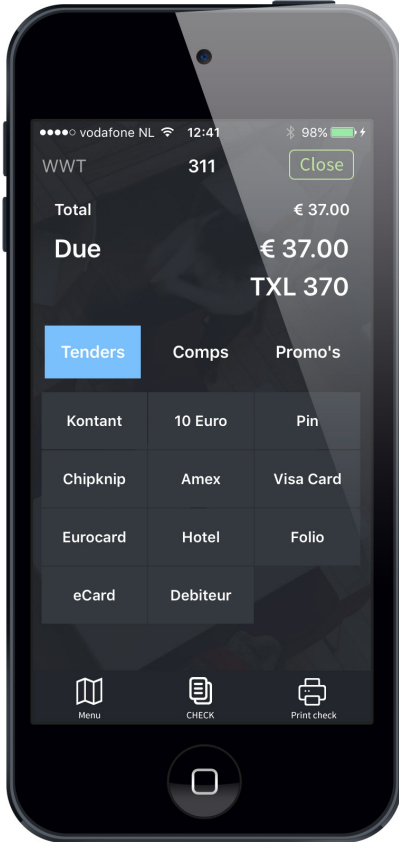 vodafone NL 12:41 98%
WWT 311 Close
Total € 37.00
Due € 37.00
TXL 370
Tenders Comps Promo's
Kontant 10 Euro Pin
Chipknip Amex Visa Card
Eurocard Hotel Folio
eCard Debiteur
Menu CHECK Print check